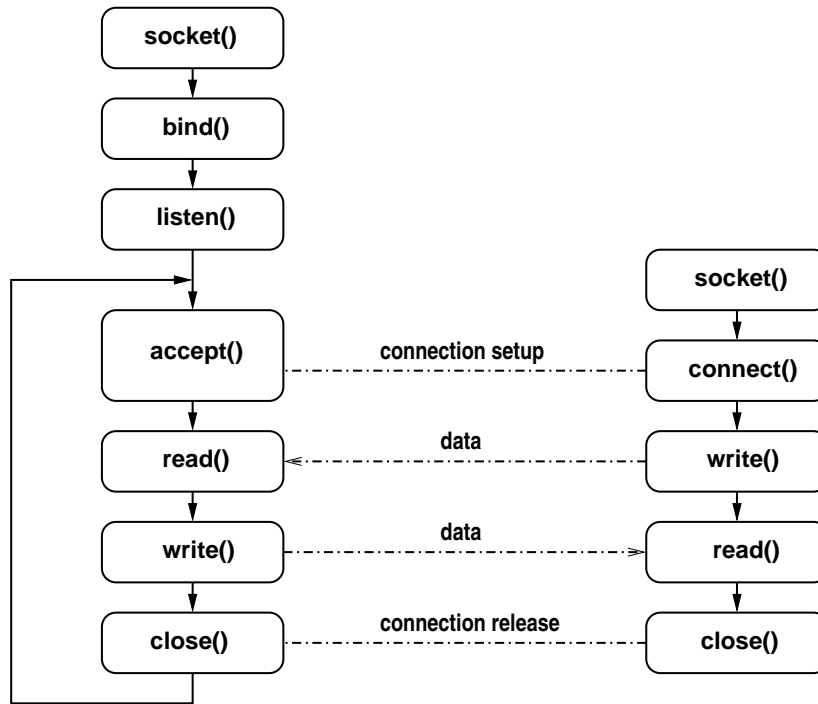 socket()
bind()
listen()
accept()
read()
write()
close()
connection setup
data
data
connection release
socket()
connect()
write()
read()
close()